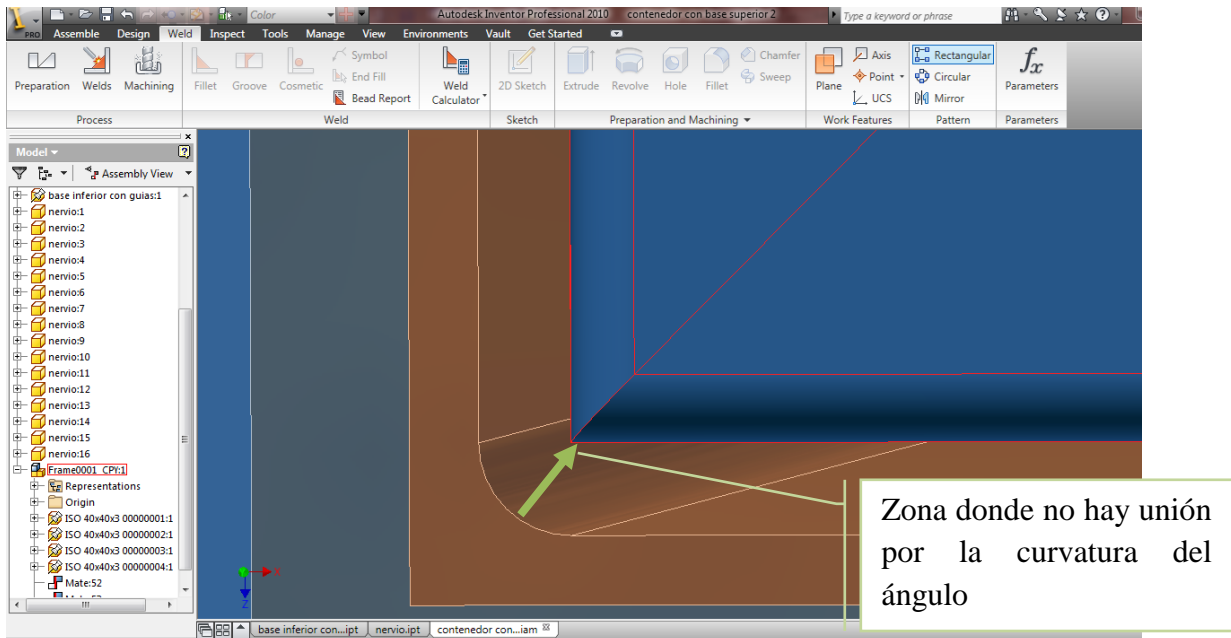 Color
Autodesk Inventor Professional 2010 contenedor con base superior 2
Type a keyword or phrase
PRO Assemble Design Weld Inspect Tools Manage View Environments Vault Get Started
Preparation Welds Machining
Fillet Groove Cosmetic
Symbol
End Fill
Bead Report
Weld Calculator
2D Sketch
Extrude Revolve Hole Fillet
Chamfer
Sweep
Plane
Axis
Point
UCS
Rectangular
Circular
Mirror
fx
Parameters
Process Weld Sketch Preparation and Machining Work Features Pattern Parameters
Model
Assembly View
base inferior con guias:1
nervio:1
nervio:2
nervio:3
nervio:4
nervio:5
nervio:6
nervio:7
nervio:8
nervio:9
nervio:10
nervio:11
nervio:12
nervio:13
nervio:14
nervio:15
nervio:16
Frame0001_CPY:1
Representations
Origin
ISO 40x40x3 00000001:1
ISO 40x40x3 00000002:1
ISO 40x40x3 00000003:1
ISO 40x40x3 00000004:1
Mate:52
X
Z
Zona donde no hay unión
por la curvatura del
ángulo
base inferior con...ipt nervio.ipt contenedor con...iam